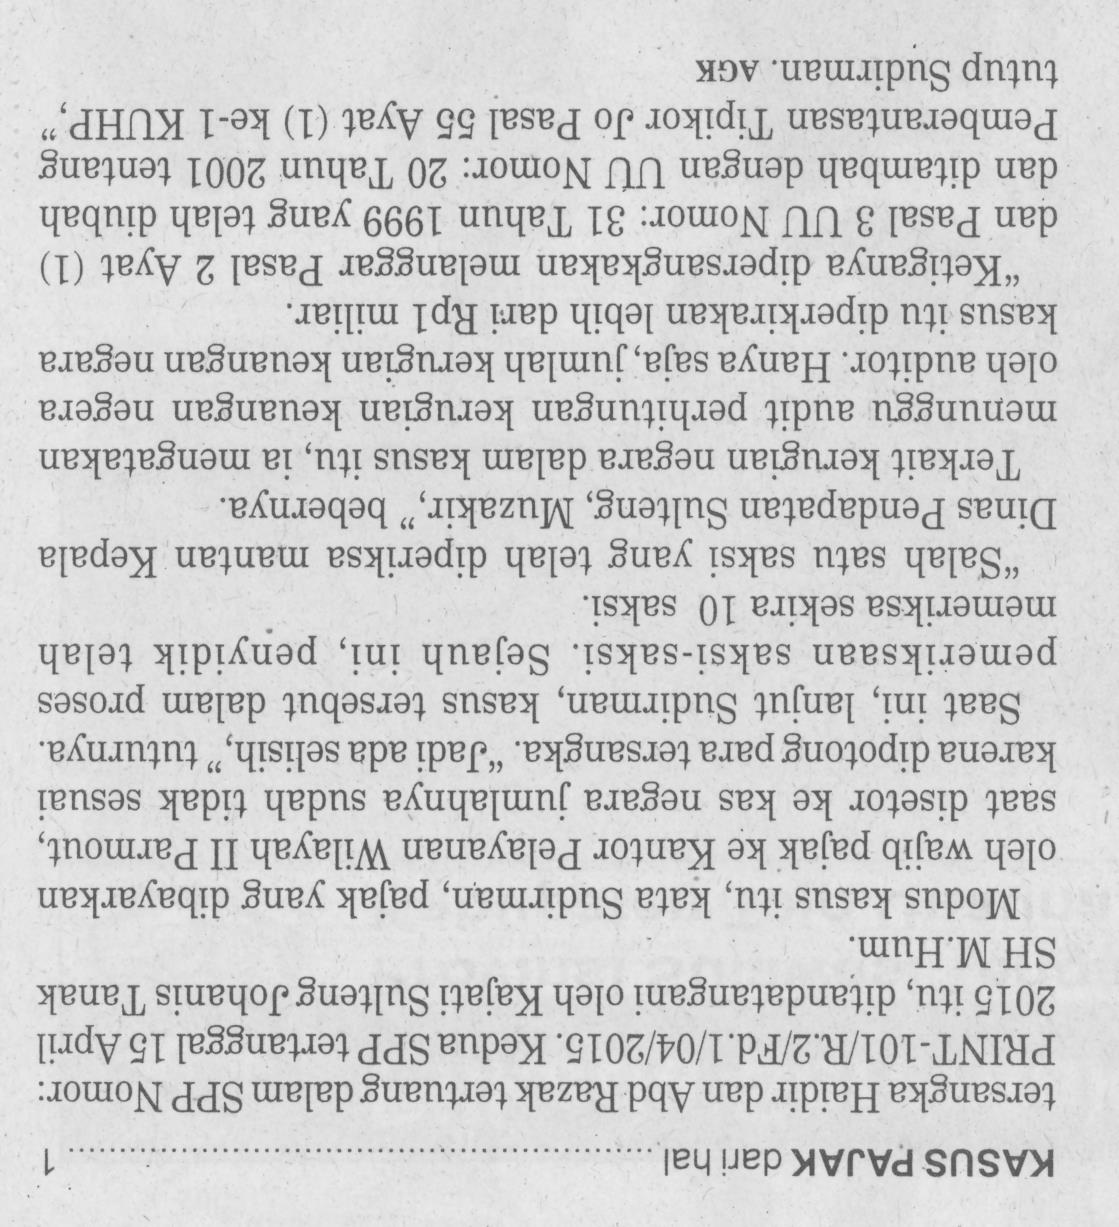 KASUS PAJAK dari hal ........................................................ 1
tersangka Haidir dan Abd Razak tertuang dalam SPP Nomor:
PRINT-101/R.2/Fd.1/04/2015. Kedua SPP tertanggal 15 April
2015 itu, ditandatangani oleh Kajati Sulteng Johanis Tanak
SH M.Hum.
Modus kasus itu, kata Sudirman, pajak yang dibayarkan
oleh wajib pajak ke Kantor Pelayanan Wilayah II Parmout,
saat disetor ke kas negara jumlahnya sudah tidak sesuai
karena dipotong para tersangka. “Jadi ada selisih,” tuturnya.
Saat ini, lanjut Sudirman, kasus tersebut dalam proses
pemeriksaan saksi-saksi. Sejauh ini, penyidik telah
memeriksa sekira 10 saksi.
“Salah satu saksi yang telah diperiksa mantan Kepala
Dinas Pendapatan Sulteng, Muzakir,” bebernya.
Terkait kerugian negara dalam kasus itu, ia mengatakan
menunggu audit perhitungan kerugian keuangan negera
oleh auditor. Hanya saja, jumlah kerugian keuangan negara
kasus itu diperkirakan lebih dari Rp1 miliar.
“Ketiganya dipersangkakan melanggar Pasal 2 Ayat (1)
dan Pasal 3 UU Nomor: 31 Tahun 1999 yang telah diubah
dan ditambah dengan UU Nomor: 20 Tahun 2001 tentang
Pemberantasan Tipikor Jo Pasal 55 Ayat (1) ke-1 KUHP,”
tutup Sudirman. AGK